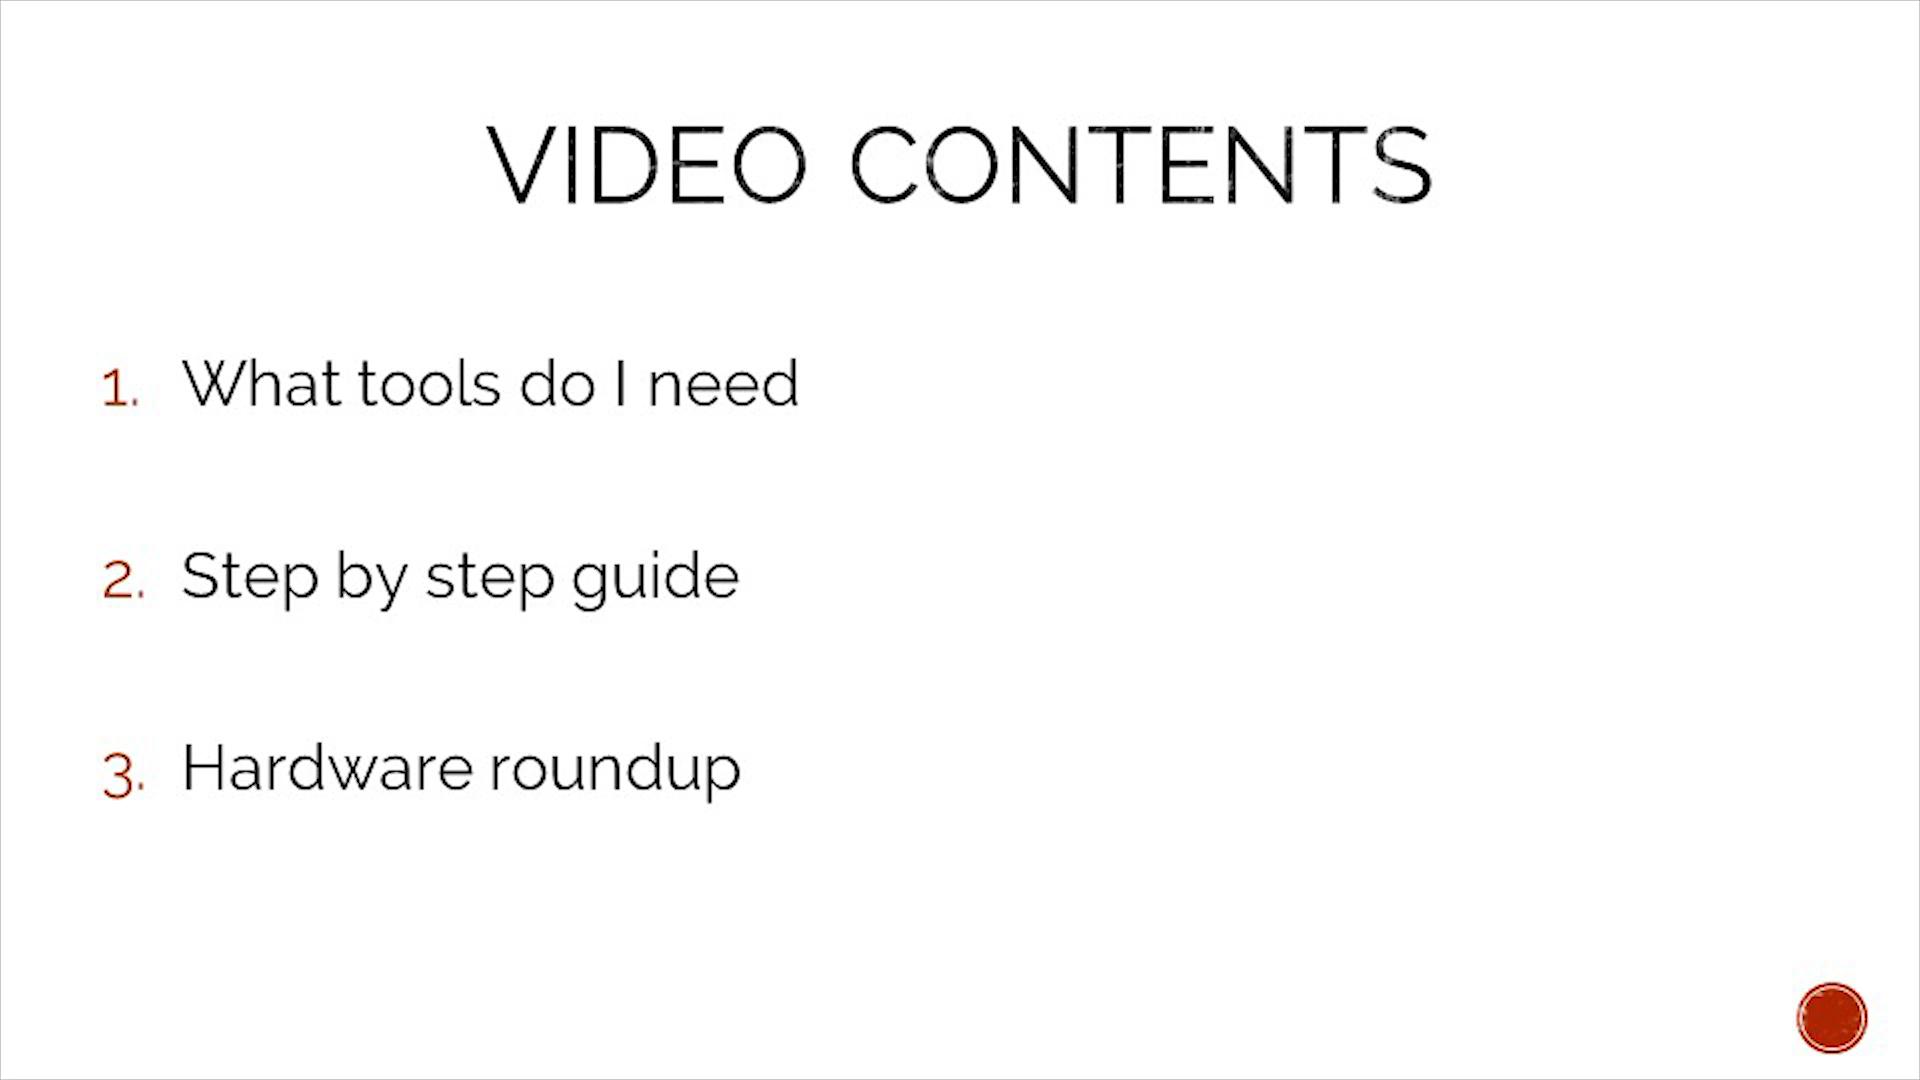 VIDEO CONTENTS
1. What tools do I need
2. Step by step guide
3. Hardware roundup